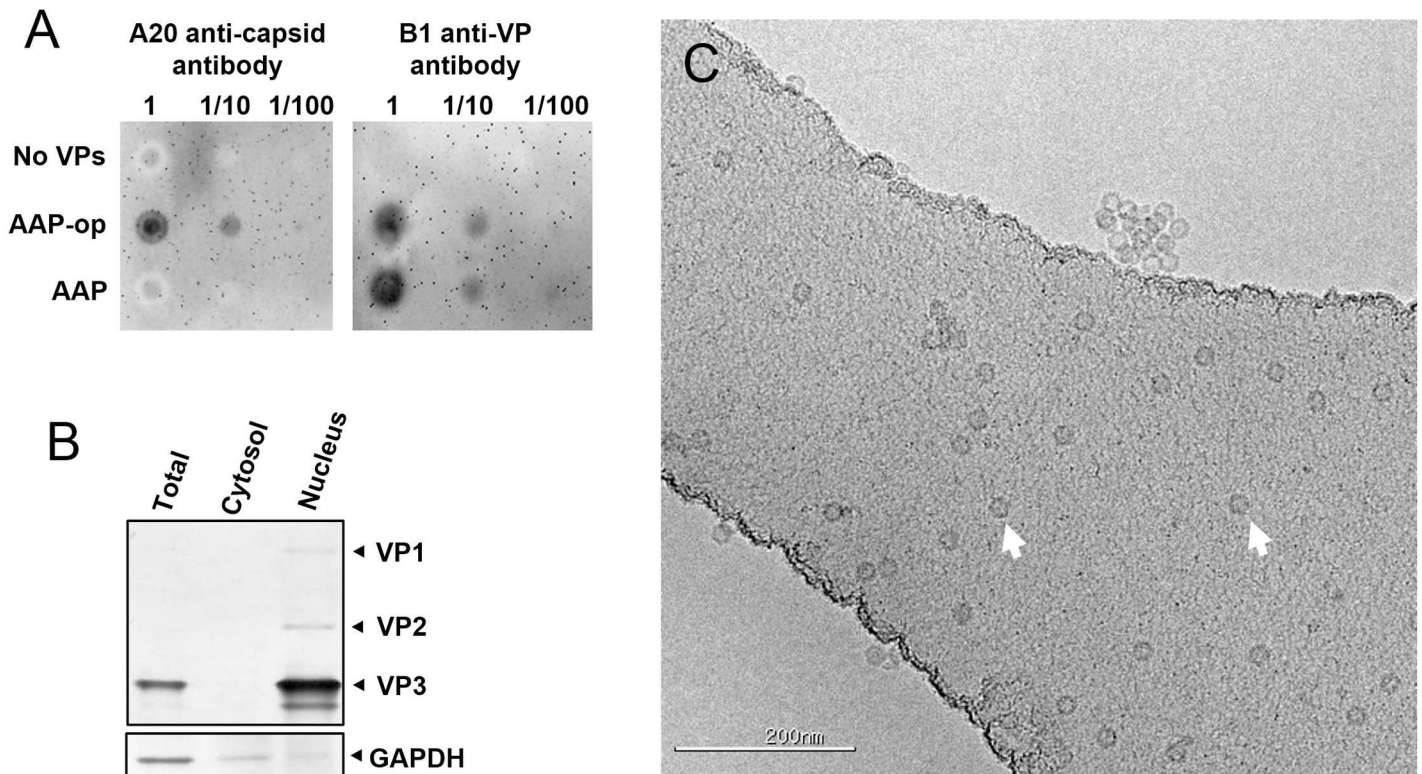 A
A20 anti-capsid
antibody
B1 anti-VP
antibody
1 1/10 1/100
1 1/10 1/100
No VPs
AAP-op
AAP
B
Total
Cytosol
Nucleus
VP1
VP2
VP3
GAPDH
C
200nm